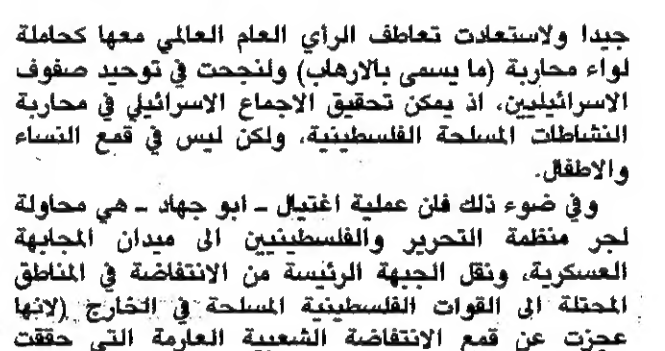 جيدا ولاستعادت تعاطف الرأي العام العالمي معها كحاملة
لواء محاربة (ما يسمى بالارهاب) ولنجحت في توحيد صفوف
الاسرائيليين، اذ يمكن تحقيق الاجماع الاسرائيلي في محاربة
النشاطات المسلحة الفلسطينية، ولكن ليس في قمع النساء
والاطفال.
وفي ضوء ذلك فان عملية اغتيال ـ ابو جهاد ـ هي محاولة
لجر منظمة التحرير والفلسطينيين الى ميدان المجابهة
العسكرية، ونقل الجبهة الرئيسة من الانتفاضة في المناطق
المحتلة الى القوات الفلسطينية المسلحة في الخارج (لانها
عجزت عن قمع الانتفاضة الشعبية العارمة التي حققت